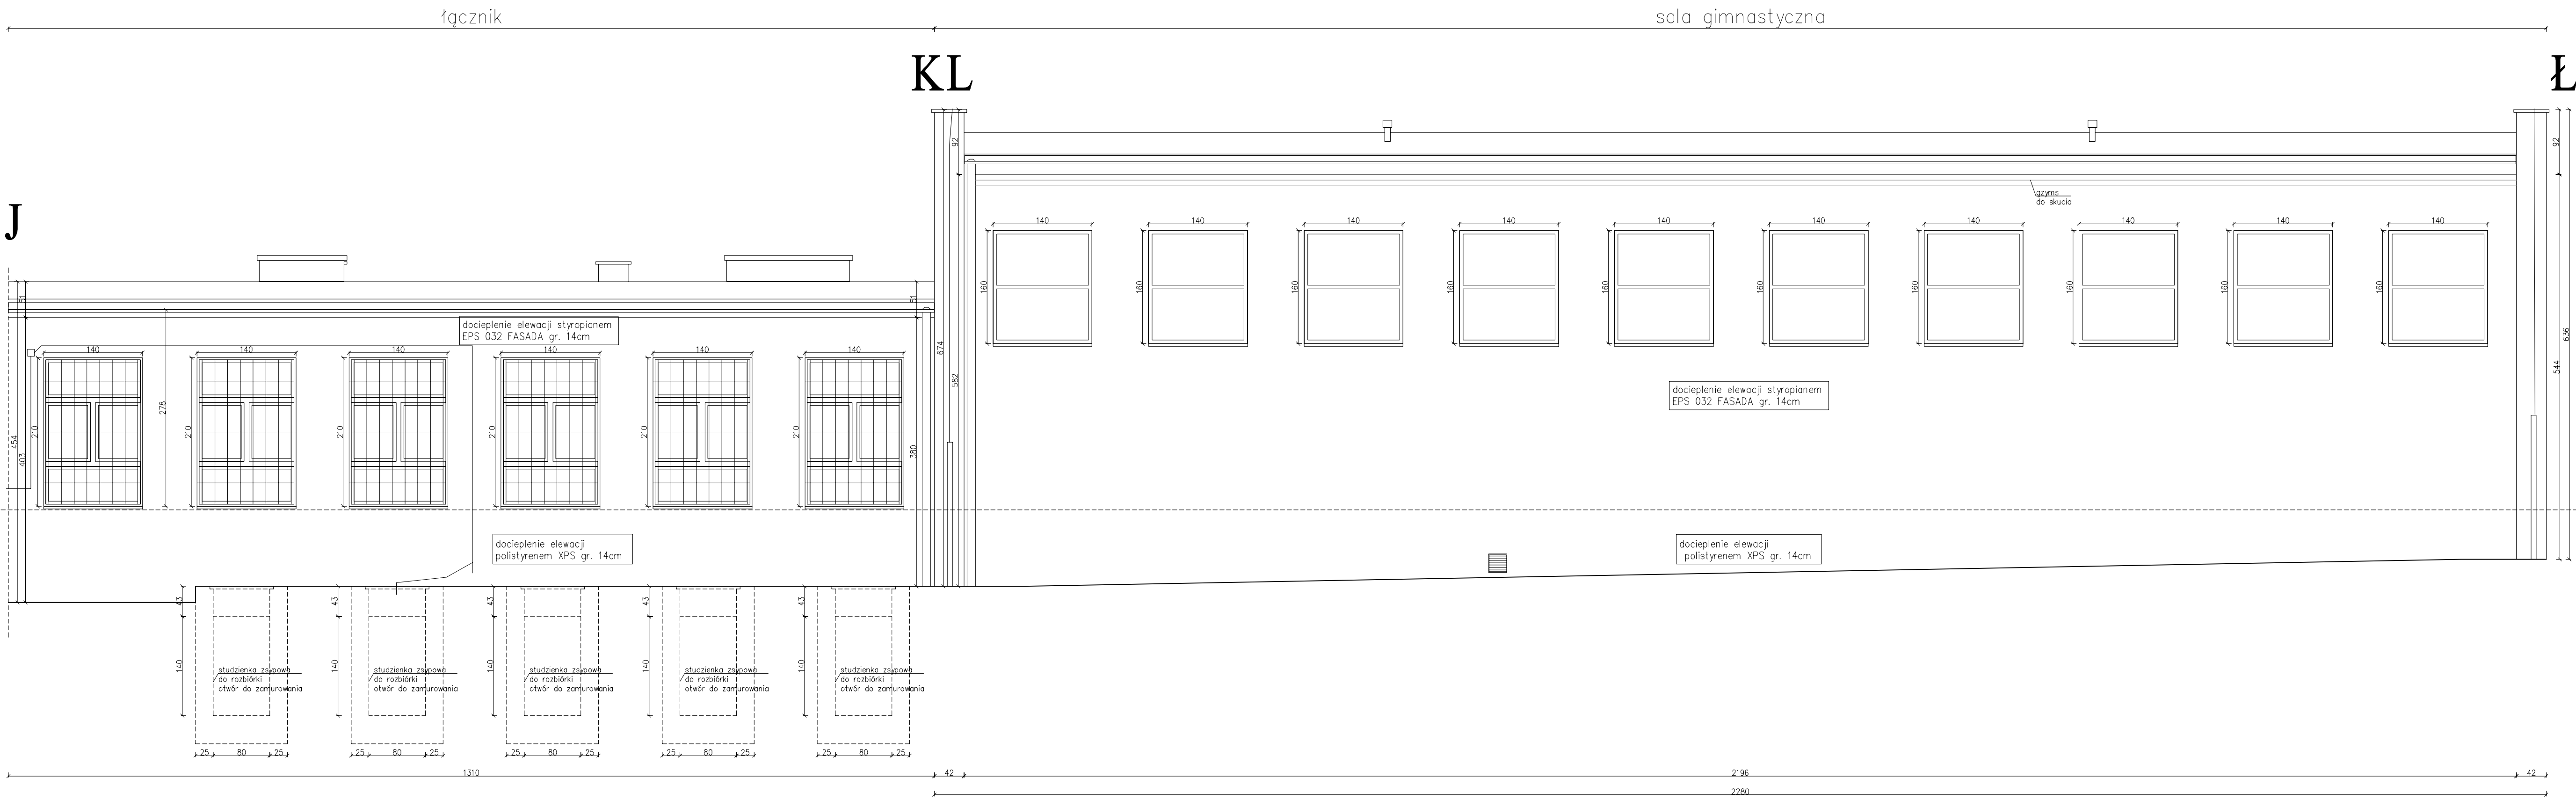 łącznik
sala gimnastyczna
KL
Ł
J
92
92
gzyms
do skucia
140 140 140 140 140 140 140 140 140 140
160 160 160 160 160 160 160 160 160 160
51
51
docieplenie elewacji styropianem
EPS 032 FASADA gr. 14cm
140 140 140 140 140 140
674
582
636
544
docieplenie elewacji styropianem
EPS 032 FASADA gr. 14cm
278
454
403
210 210 210 210 210 210
380
docieplenie elewacji
polistyrenem XPS gr. 14cm
docieplenie elewacji
polistyrenem XPS gr. 14cm
43 43 43 43 43
140 140 140 140 140
studzienka zsypowa
do rozbiórki
otwór do zamurowania
studzienka zsypowa
do rozbiórki
otwór do zamurowania
studzienka zsypowa
do rozbiórki
otwór do zamurowania
studzienka zsypowa
do rozbiórki
otwór do zamurowania
studzienka zsypowa
do rozbiórki
otwór do zamurowania
25 80 25 25 80 25 25 80 25 25 80 25 25 80 25
1310 42 2196 42
2280